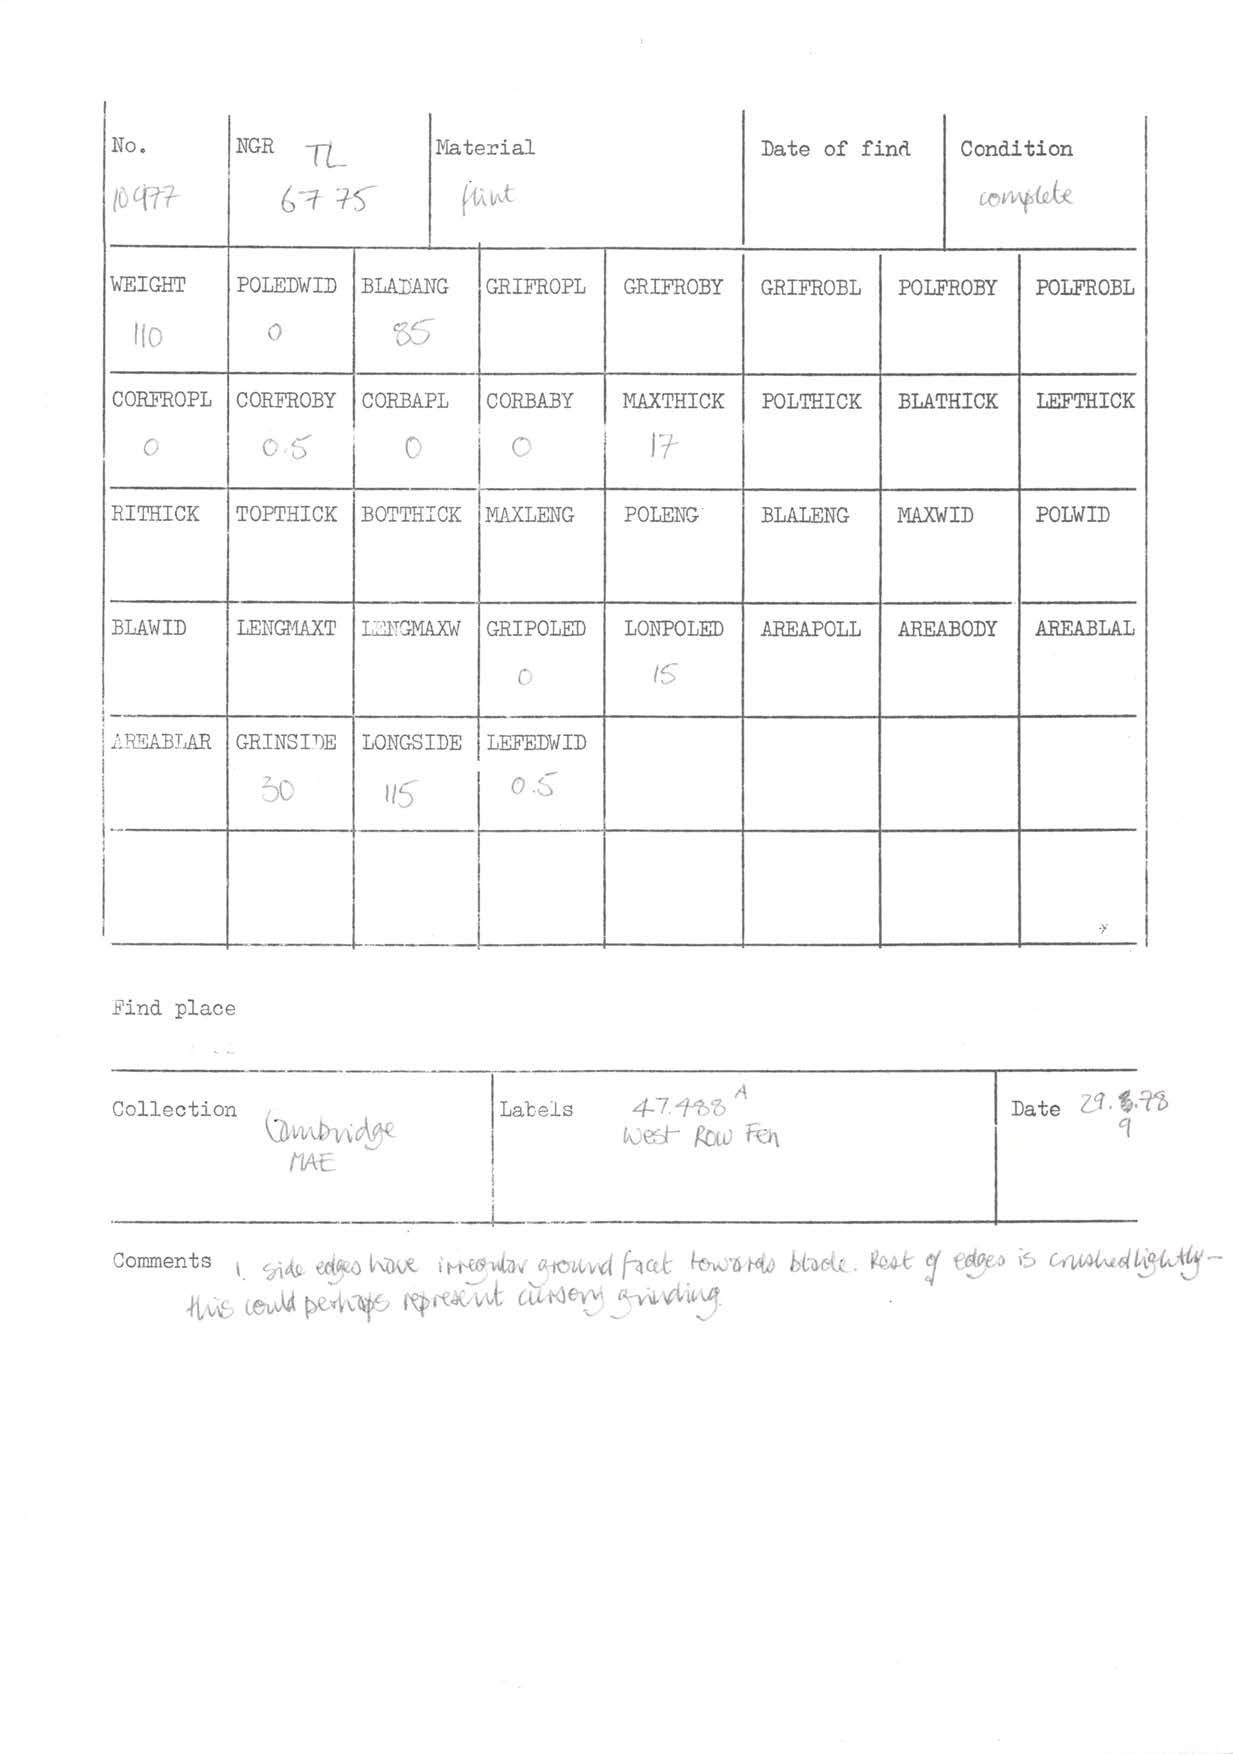 No. NGR TL Material Date of find Condition
10977 67 75 flint complete
WEIGHT POLEDWID BLADANG GRIFROPL GRIFROBY GRIFROBL POLFROBY POLFROBL
110 0 85
CORFROPL CORFROBY CORBAPL CORBABY MAXTHICK POLTHICK BLATHICK LEFTHICK
0 0.5 0 0 17
RITHICK TOPTHICK BOTTHICK MAXLENG POLENG BLALENG MAXWID POLWID
BLAWID LENGMAXT LENGMAXW GRIPOLED LONPOLED AREAPOLL AREABODY AREABLAL
0 15
AREABLAR GRINSIDE LONGSIDE LEFEDWID
30 115 0.5
Find place
Collection Labels 47.488 A Date 29.8.78
Cambridge West Row Fen 9
MAE
Comments 1. side edges have irregular ground facet towards blade. Rest of edges is crushed lightly—
this could perhaps represent cursory grinding.